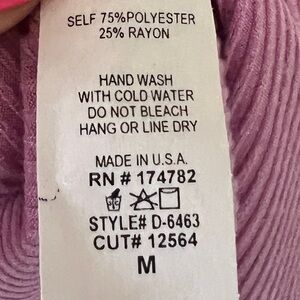 SELF 75%POLYESTER
25% RAYON
HAND WASH
WITH COLD WATER
DO NOT BLEACH
HANG OR LINE DRY
MADE IN U.S.A.
RN # 174782
STYLE# D-6463
CUT# 12564
M